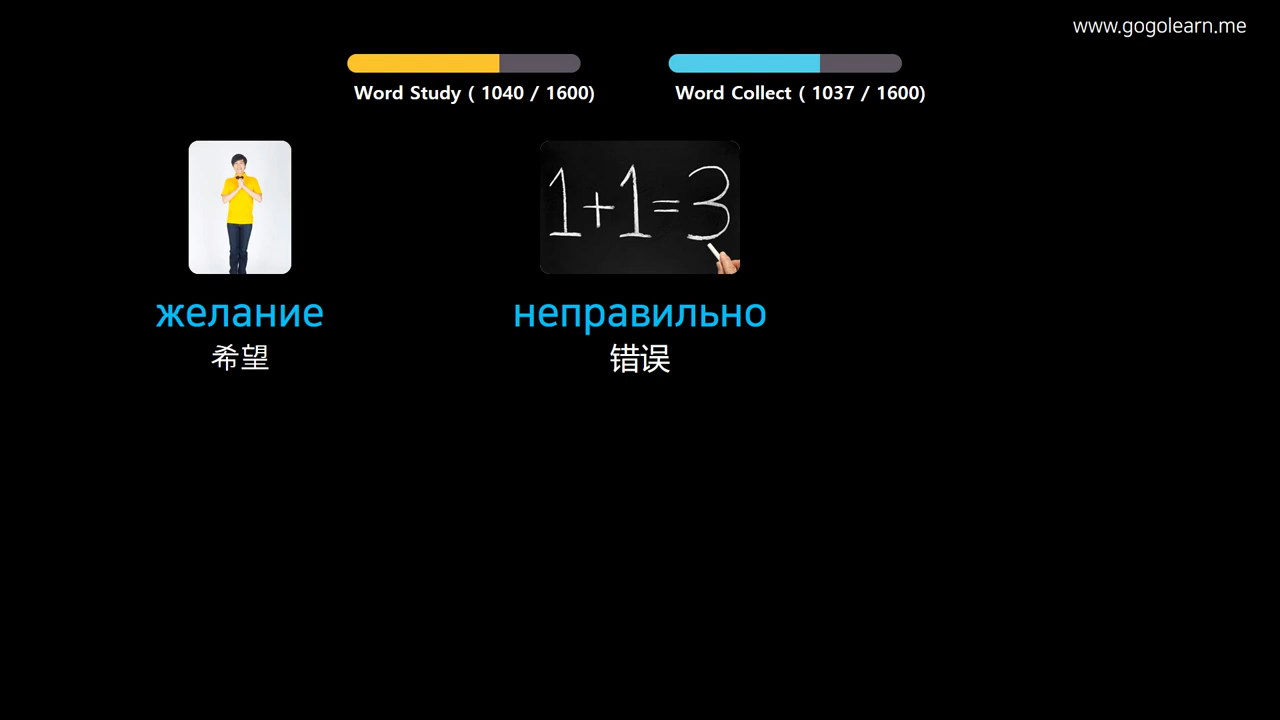 www.gogolearn.me
Word Study ( 1040 / 1600)
Word Collect ( 1037 / 1600)
1+1=3
желание
希望
неправильно
错误